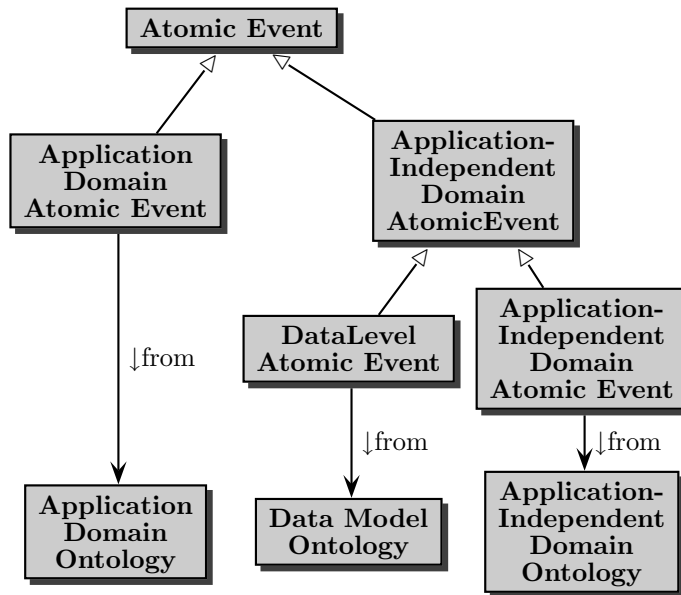 Atomic Event
Application
Domain
Atomic Event
Application-
Independent
Domain
AtomicEvent
DataLevel
Atomic Event
Application-
Independent
Domain
Atomic Event
↓from
↓from
↓from
Application
Domain
Ontology
Data Model
Ontology
Application-
Independent
Domain
Ontology